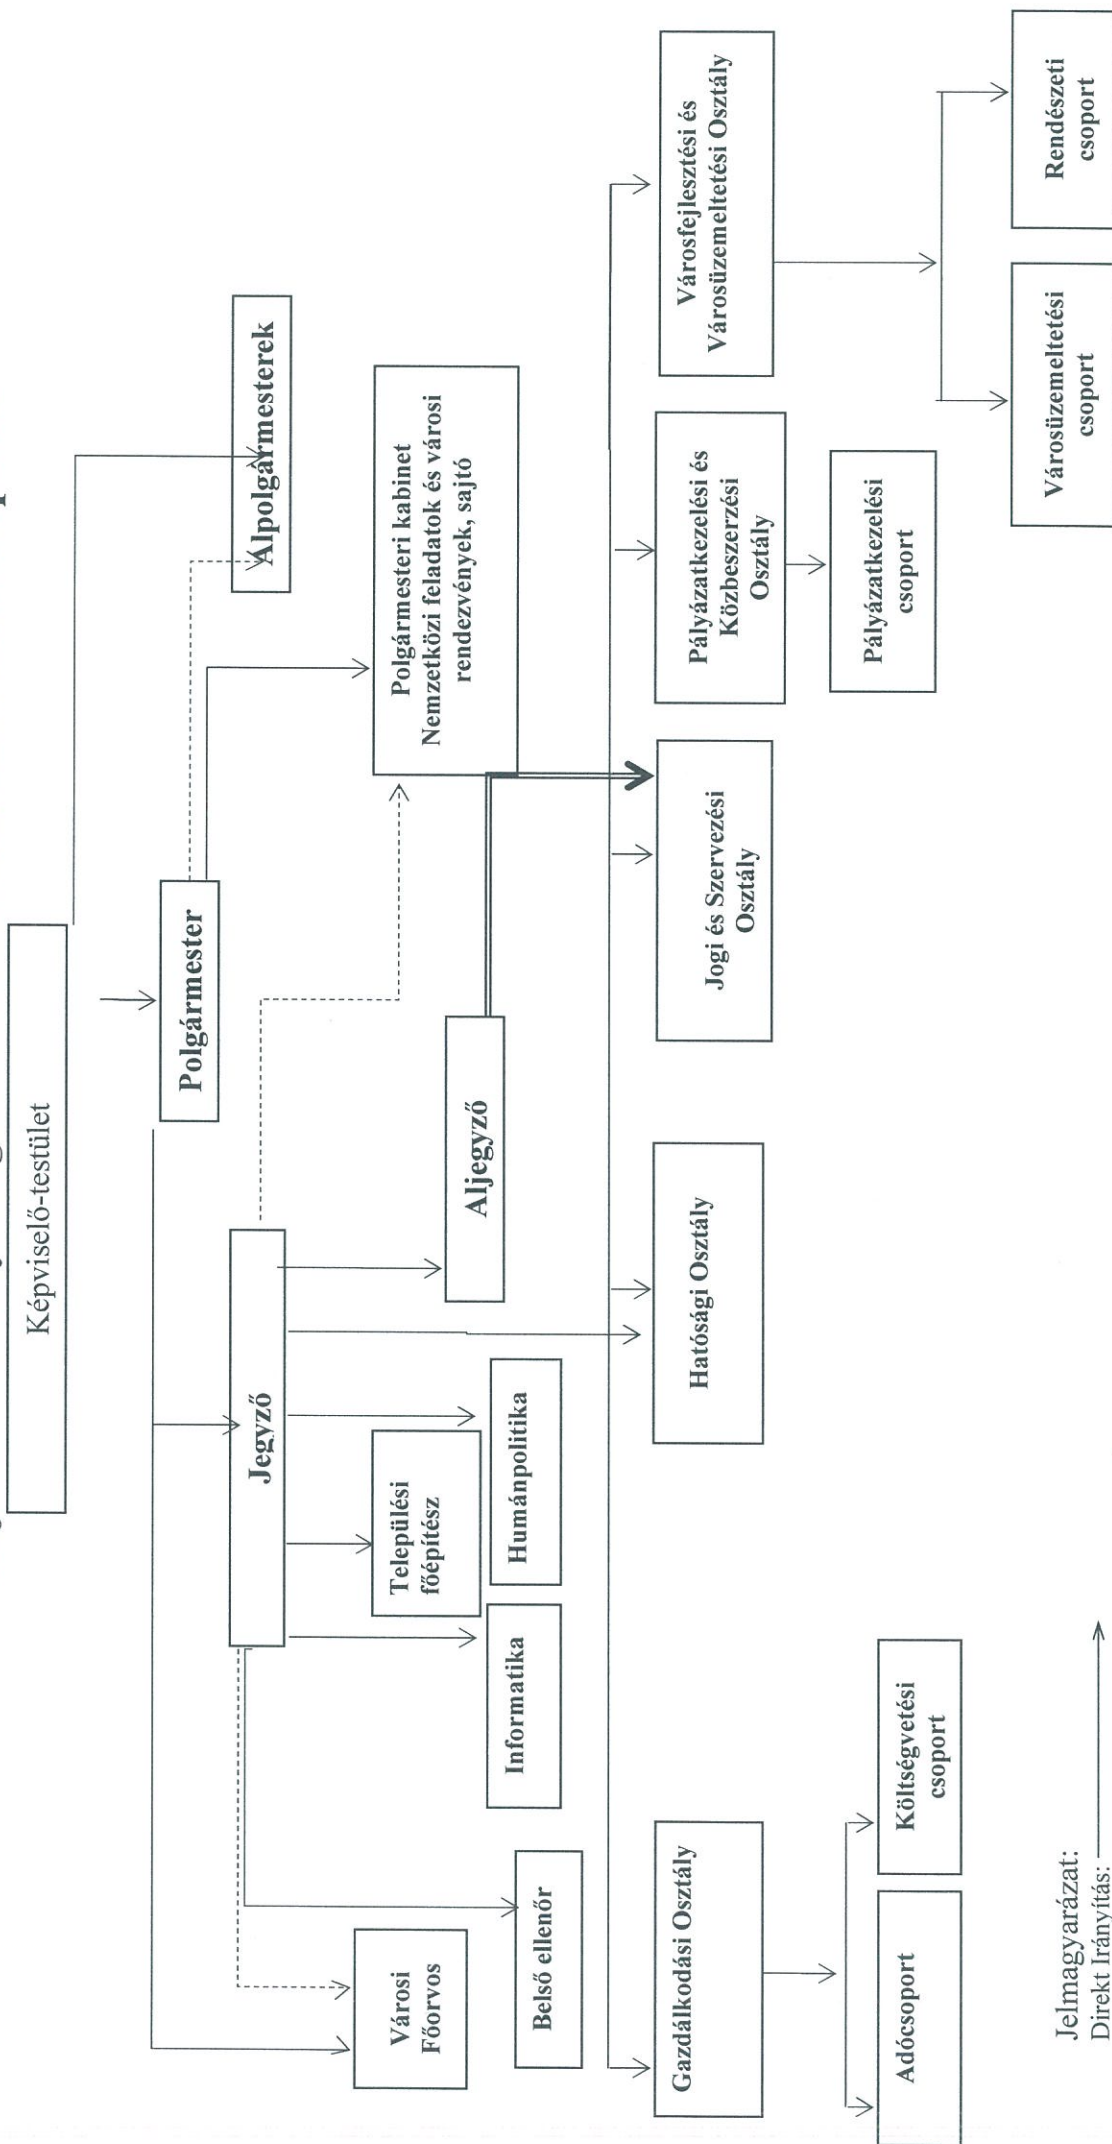 Képviselő-testület
Polgármester
Alpolgármesterek
Jegyző
Polgármesteri kabinet
Nemzetközi feladatok és városi
rendezvények, sajtó
Városi
Főorvos
Települési
főépítész
Aljegyző
Belső ellenőr
Informatika
Humánpolitika
Gazdálkodási Osztály
Hatósági Osztály
Jogi és Szervezési
Osztály
Pályázatkezelési és
Közbeszerzési
Osztály
Városfejlesztési és
Városüzemeltetési Osztály
Adócsoport
Költségvetési
csoport
Pályázatkezelési
csoport
Városüzemeltetési
csoport
Rendészeti
csoport
Jelmagyarázat:
Direkt Irányítás: